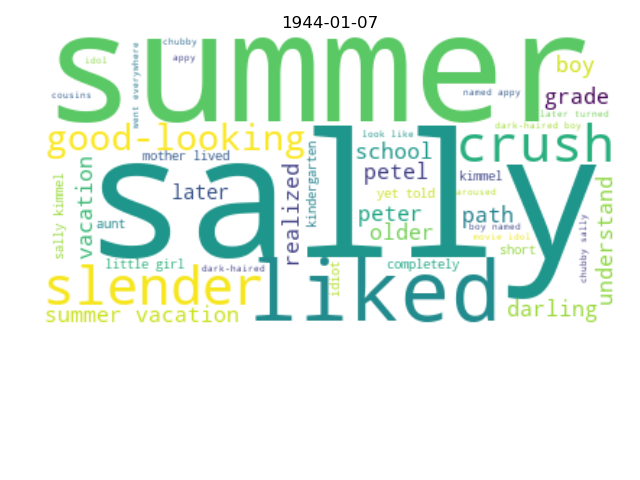 1944-01-07
summer
chubby
appy
idol
cousins
went everywhere
boy
named appy
grade
later turned
dark-haired boy
good-looking
look like
crush
mother lived
school
kindergarten
sally
petel
kimmel
later
realized
yet told
aroused
vacation
sally kimmel
peter
path
understand
aunt
older
boy named
movie idol
short
chubby sally
little girl
dark-haired
completely
slender
idiot
liked
darling
summer vacation